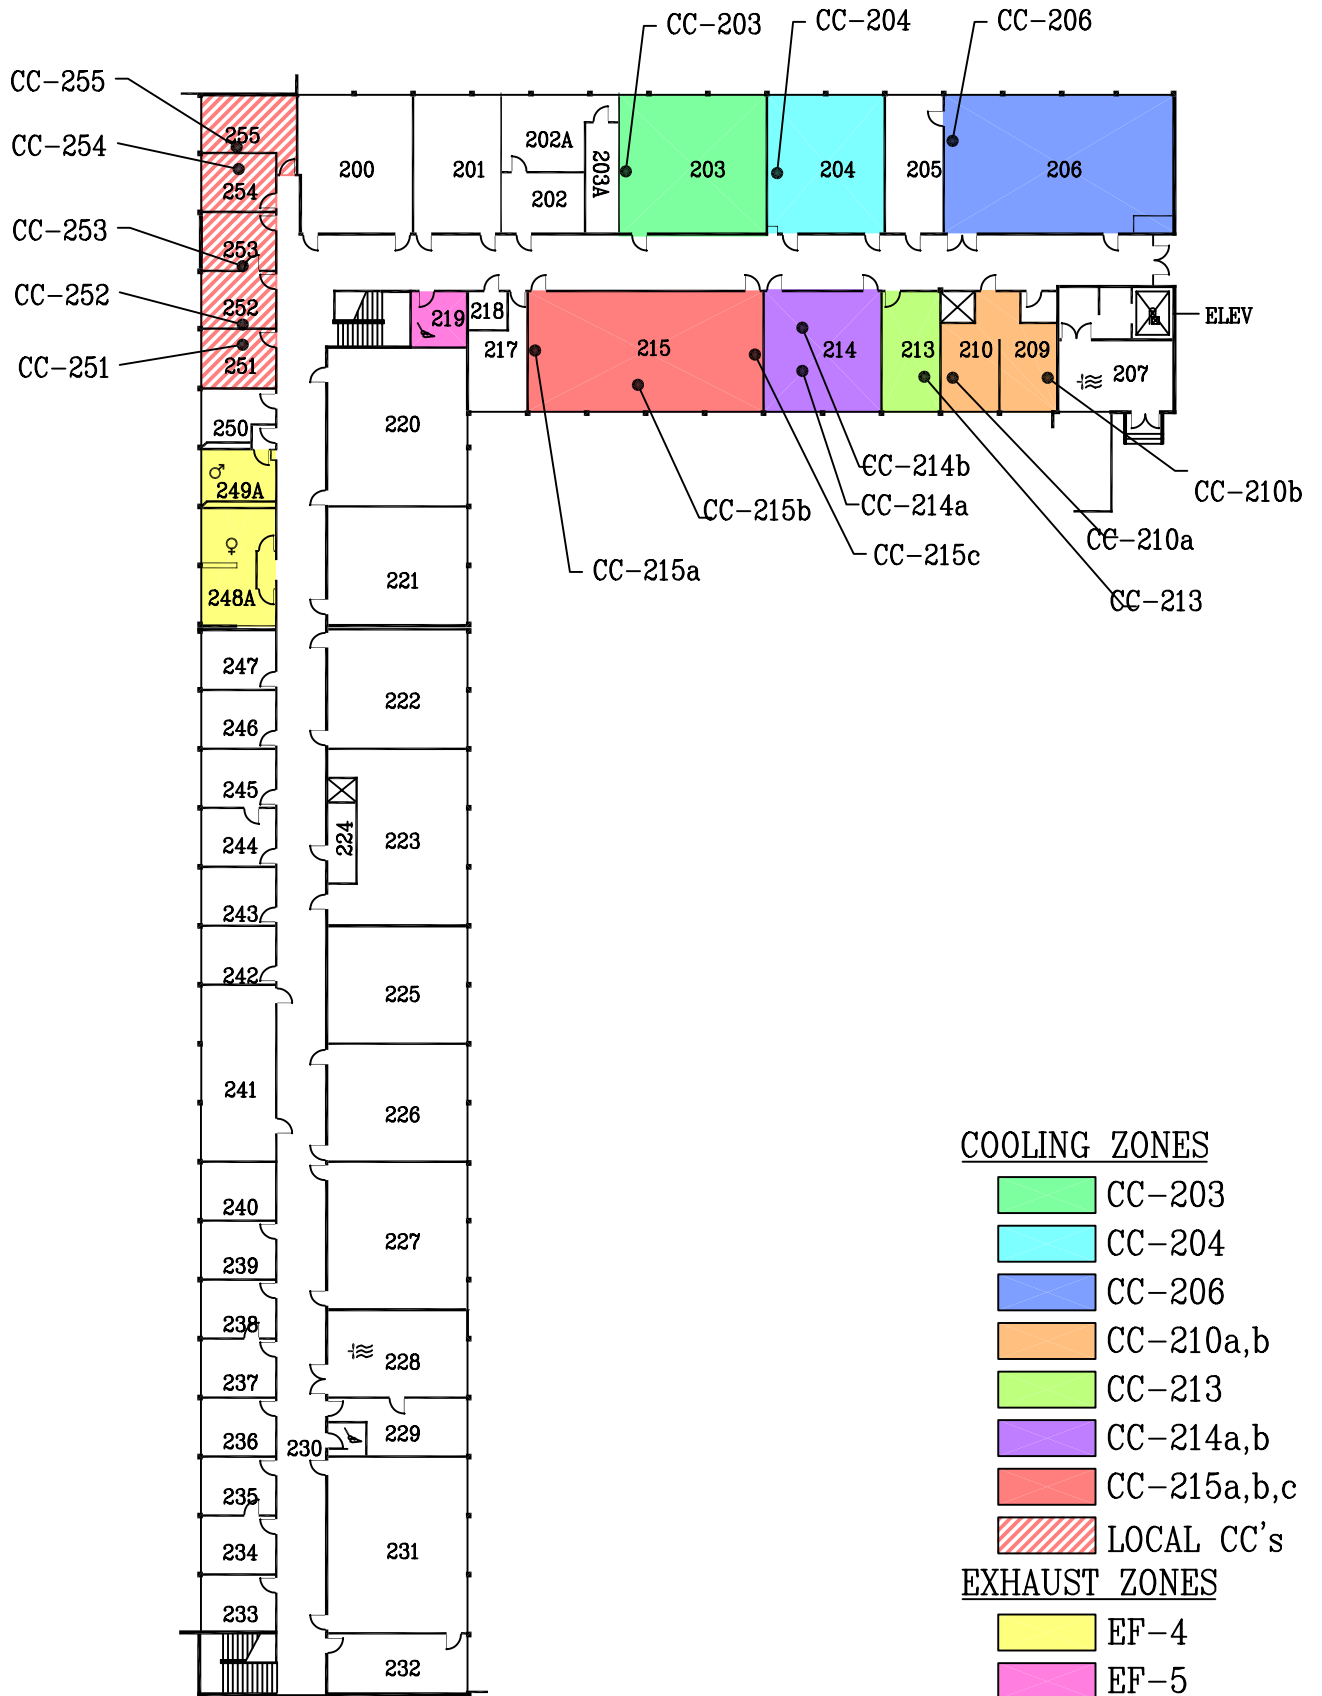 CC-203
CC-204
CC-206
CC-255
CC-254
CC-253
CC-252
CC-251
255
254
253
252
251
200
201
202A
202
203A
203
204
205
206
219
218
217
215
214
213
210
209
207
ELEV
CC-214b
CC-214a
CC-215b
CC-215c
CC-215a
CC-210b
CC-210a
CC-213
250
249A
248A
220
221
247
222
246
245
244
224
223
243
242
225
241
226
240
239
227
238
237
228
236
230
229
235
234
231
233
232
COOLING ZONES
CC-203
CC-204
CC-206
CC-210a,b
CC-213
CC-214a,b
CC-215a,b,c
LOCAL CC's
EXHAUST ZONES
EF-4
EF-5